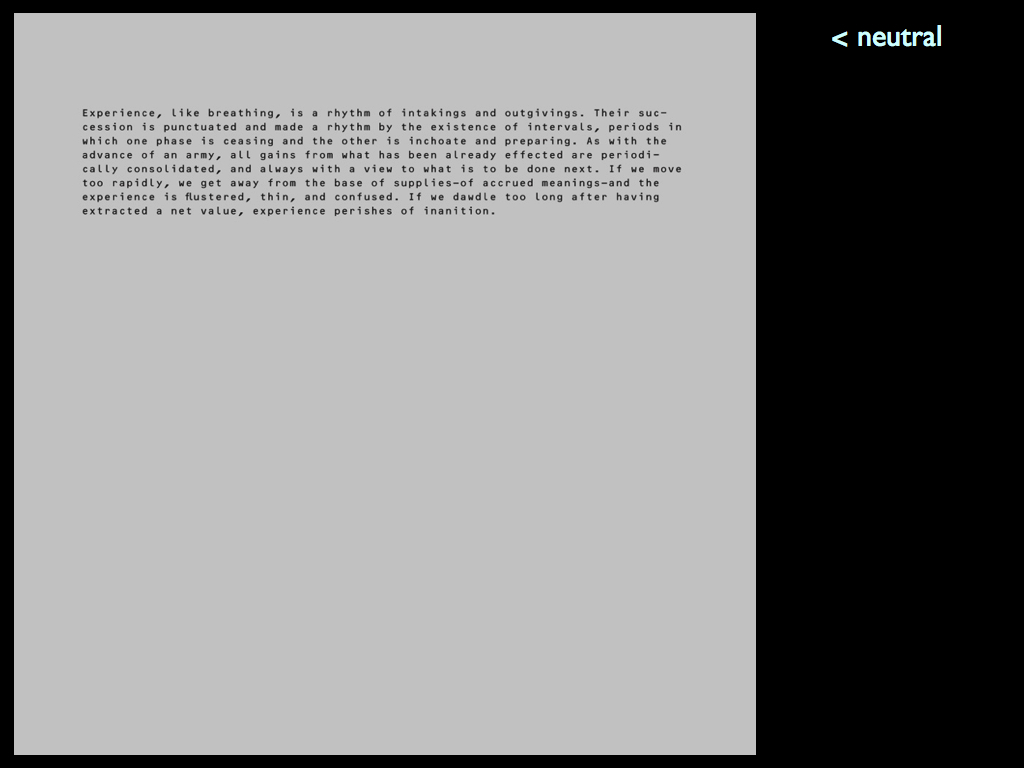 < neutral
Experience, like breathing, is a rhythm of intakings and outgivings. Their suc-
cession is punctuated and made a rhythm by the existence of intervals, periods in
which one phase is ceasing and the other is inchoate and preparing. As with the
advance of an army, all gains from what has been already effected are periodi-
cally consolidated, and always with a view to what is to be done next. If we move
too rapidly, we get away from the base of supplies-of accrued meanings-and the
experience is flustered, thin, and confused. If we dawdle too long after having
extracted a net value, experience perishes of inanition.